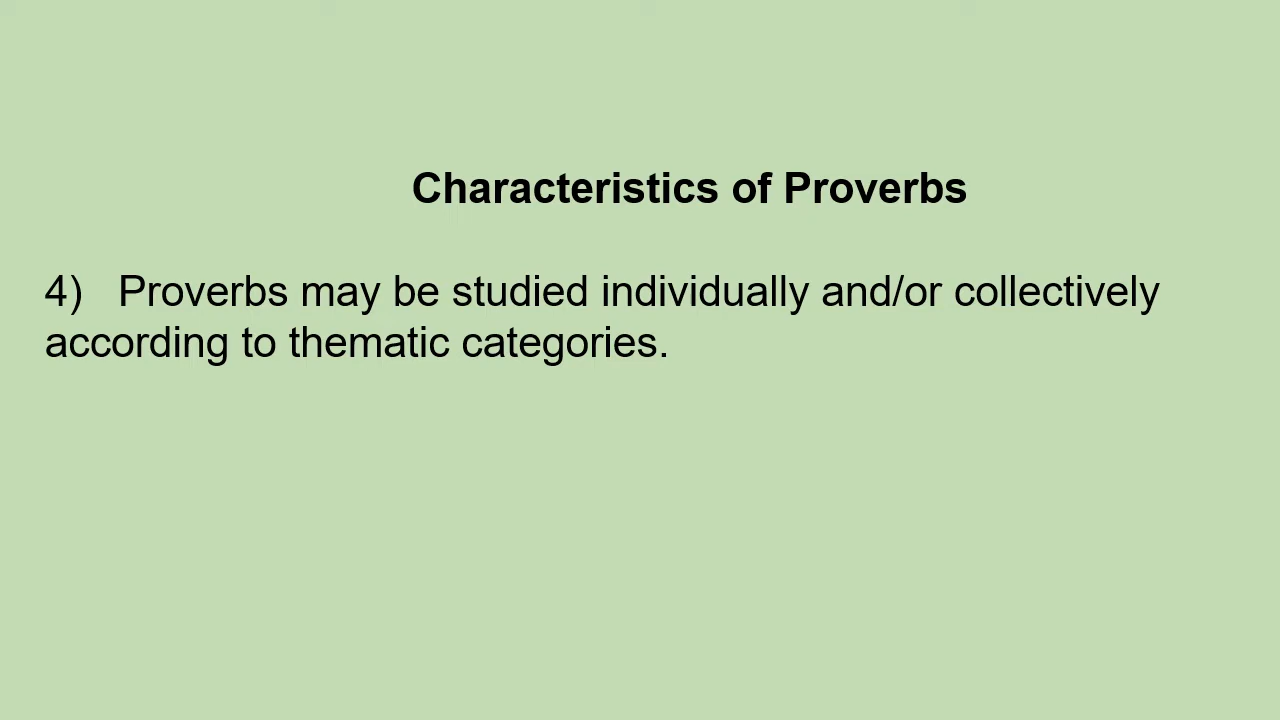 Characteristics of Proverbs
4) Proverbs may be studied individually and/or collectively
according to thematic categories.